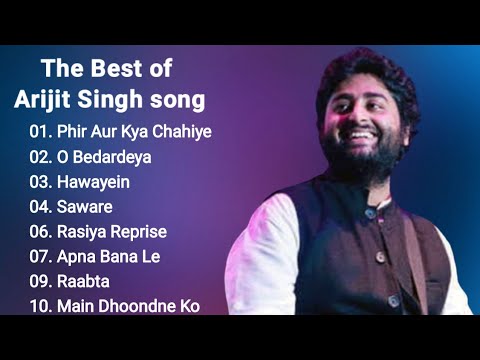 The Best of
Arijit Singh song
01. Phir Aur Kya Chahiye
02. O Bedardeya
03. Hawayein
04. Saware
06. Rasiya Reprise
07. Apna Bana Le
09. Raabta
10. Main Dhoondne Ko